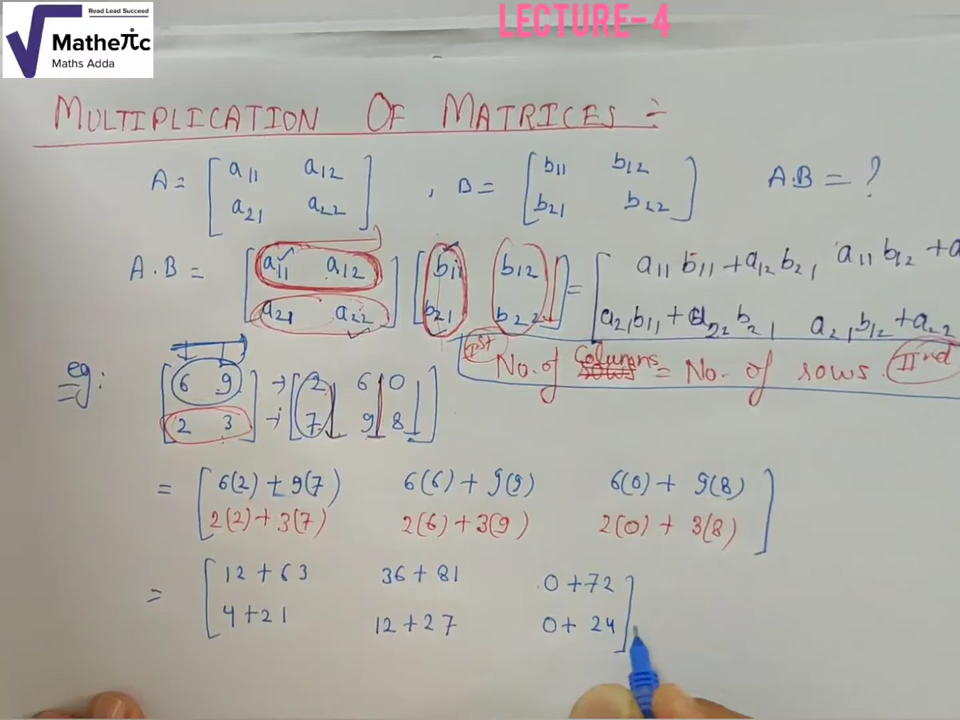 LECTURE-4
Read Lead Succeed
Matheπc
Maths Adda
MULTIPLICATION OF MATRICES :-
A = [ a11 a12 , B = [ b11 b12 ] A.B = ?
a21 a22 ] b21 b22
A.B = [ a11 a12 ] [ b11 b12 ] = [ a11 b11 + a12 b21 a11 b12 + a
a21 a22 b21 b22 a21 b11 + a22 b21 a21 b12 + a22
Ist No. of Columns = No. of rows IInd
eg: [ 6 9 ] → [ 2 6 0 ]
2 3 → 7 9 8
= [ 6(2) + 9(7) 6(6) + 9(9) 6(0) + 9(8) ]
2(2) + 3(7) 2(6) + 3(9) 2(0) + 3(8)
= [ 12 + 63 36 + 81 0 + 72 ]
4 + 21 12 + 27 0 + 24